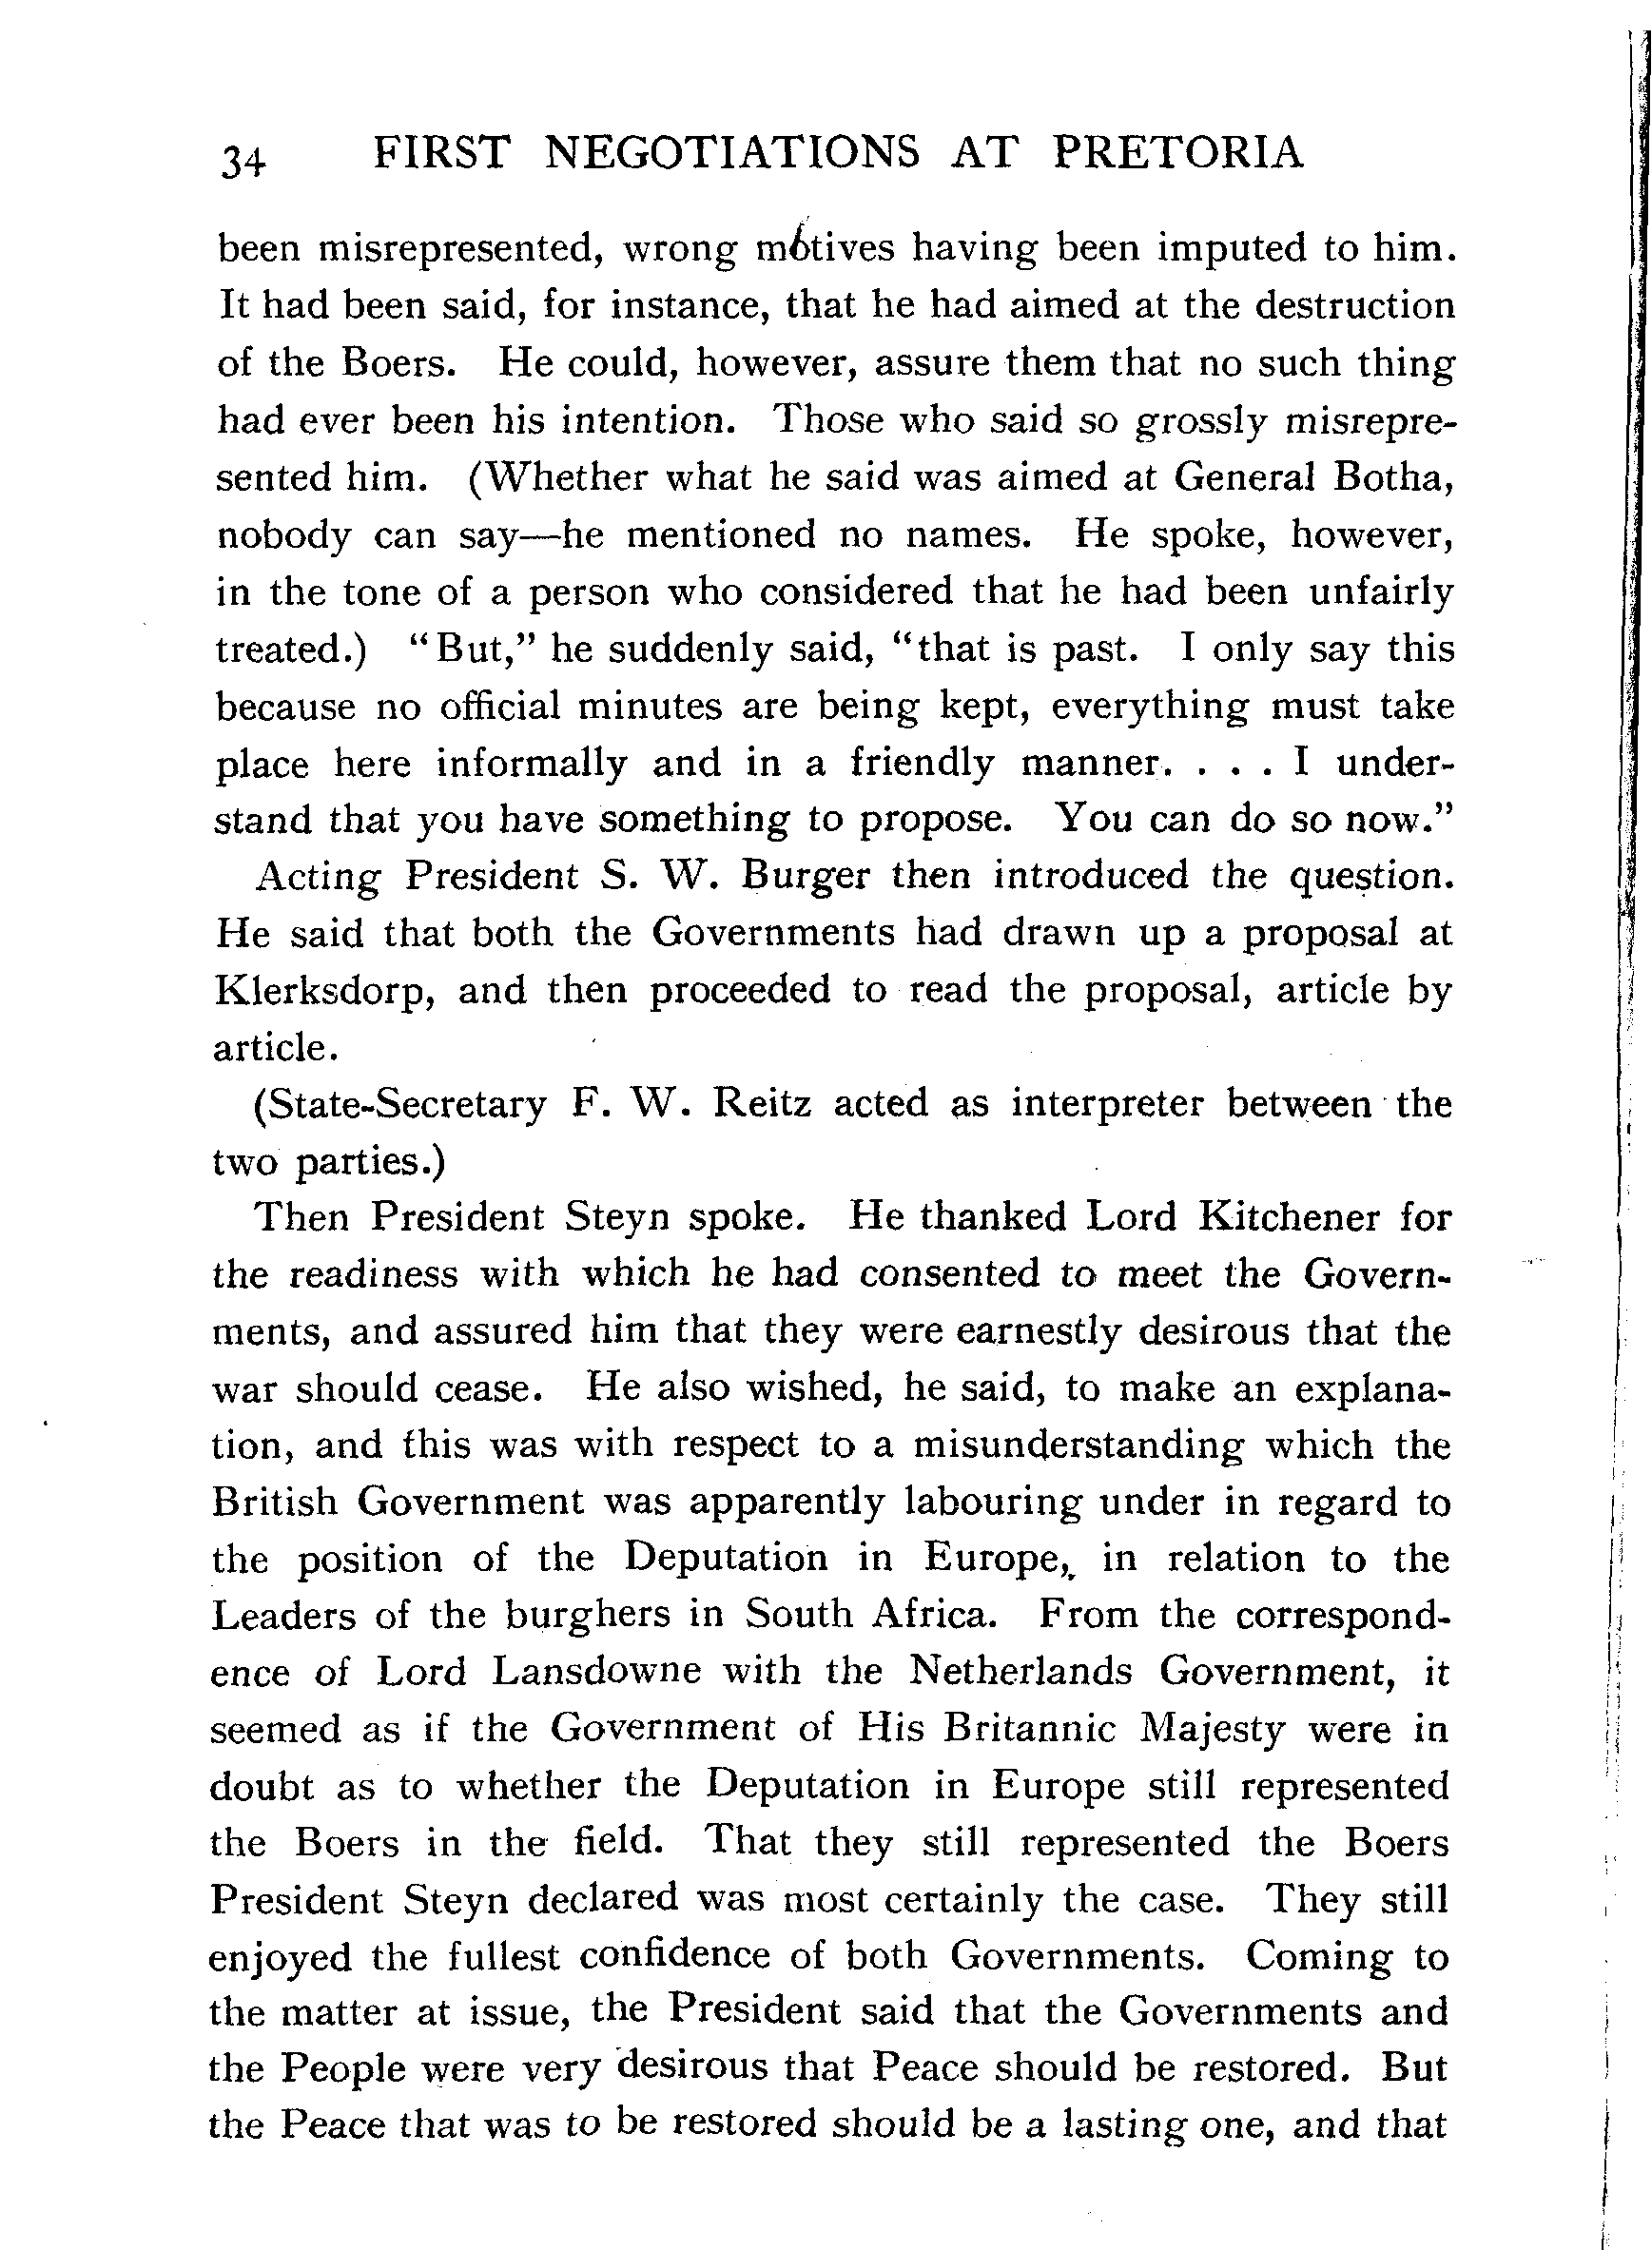 34 FIRST NEGOTIATIONS AT PRETORIA
been misrepresented, wrong motives having been imputed to him.
It had been said, for instance, that he had aimed at the destruction
of the Boers. He could, however, assure them that no such thing
had ever been his intention. Those who said so grossly misrepre-
sented him. (Whether what he said was aimed at General Botha,
nobody can say—he mentioned no names. He spoke, however,
in the tone of a person who considered that he had been unfairly
treated.) "But," he suddenly said, "that is past. I only say this
because no official minutes are being kept, everything must take
place here informally and in a friendly manner. . . . I under-
stand that you have something to propose. You can do so now."
Acting President S. W. Burger then introduced the question.
He said that both the Governments had drawn up a proposal at
Klerksdorp, and then proceeded to read the proposal, article by
article.
(State-Secretary F. W. Reitz acted as interpreter between the
two parties.)
Then President Steyn spoke. He thanked Lord Kitchener for
the readiness with which he had consented to meet the Govern-
ments, and assured him that they were earnestly desirous that the
war should cease. He also wished, he said, to make an explana-
tion, and this was with respect to a misunderstanding which the
British Government was apparently labouring under in regard to
the position of the Deputation in Europe, in relation to the
Leaders of the burghers in South Africa. From the correspond-
ence of Lord Lansdowne with the Netherlands Government, it
seemed as if the Government of His Britannic Majesty were in
doubt as to whether the Deputation in Europe still represented
the Boers in the field. That they still represented the Boers
President Steyn declared was most certainly the case. They still
enjoyed the fullest confidence of both Governments. Coming to
the matter at issue, the President said that the Governments and
the People were very desirous that Peace should be restored. But
the Peace that was to be restored should be a lasting one, and that